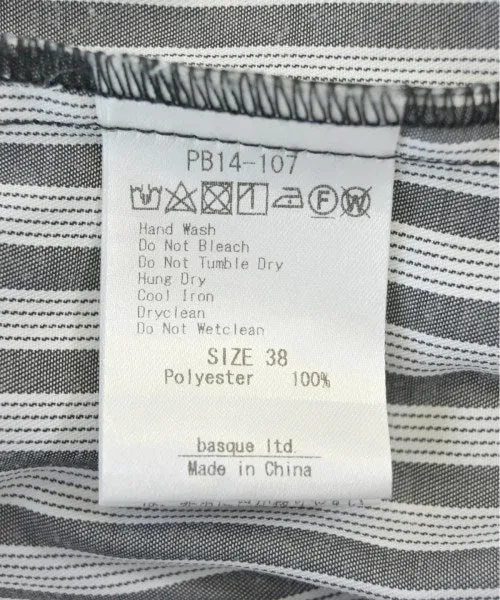 PB14-107
Hand Wash
Do Not Bleach
Do Not Tumble Dry
Hung Dry
Cool Iron
Dryclean
Do Not Wetclean
SIZE 38
Polyester 100%
basque ltd.
Made in China